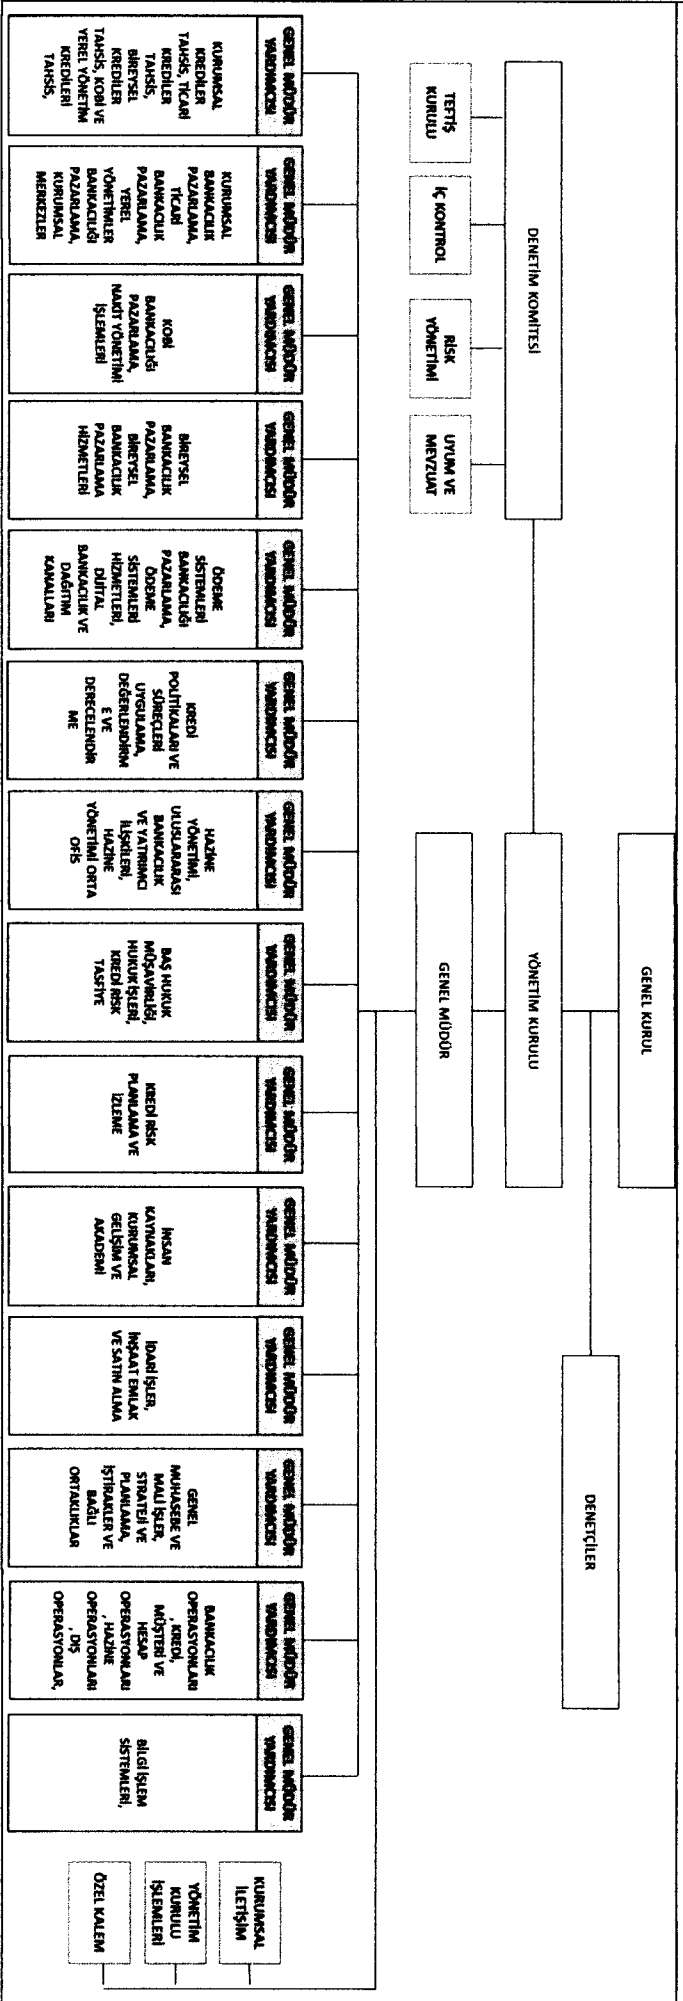 GENEL KURUL
DENETÇİLER
YÖNETİM KURULU
DENETİM KOMİTESİ
TEFTİŞ
KURULU
İÇ KONTROL
RİSK
YÖNETİMİ
UYUM VE
MEVZUAT
GENEL MÜDÜR
KURUMSAL
İLETİŞİM
YÖNETİM
KURULU
İŞLEMLERİ
ÖZEL KALEM
GENEL MÜDÜR
YARDIMCISI
KURUMSAL
KREDİLER
TAHSİS, TİCARİ
KREDİLER
TAHSİS,
BİREYSEL
KREDİLER
TAHSİS, KOBİ VE
YEREL YÖNETİM
KREDİLERİ
TAHSİS,
GENEL MÜDÜR
YARDIMCISI
KURUMSAL
BANKACILIK
PAZARLAMA,
TİCARİ
BANKACILIK
PAZARLAMA,
YEREL
YÖNETİMLER
BANKACILIĞI
PAZARLAMA,
KURUMSAL
MERKEZLER
GENEL MÜDÜR
YARDIMCISI
KOBİ
BANKACILIĞI
PAZARLAMA,
NAKİT YÖNETİMİ
İŞLEMLERİ
GENEL MÜDÜR
YARDIMCISI
BİREYSEL
BANKACILIK
PAZARLAMA,
BİREYSEL
BANKACILIK
PAZARLAMA
HİZMETLERİ
GENEL MÜDÜR
YARDIMCISI
ÖDEME
SİSTEMLERİ
BANKACILIĞI
PAZARLAMA,
ÖDEME
SİSTEMLERİ
HİZMETLERİ,
DİJİTAL
BANKACILIK VE
DAĞITIM
KANALLARI
GENEL MÜDÜR
YARDIMCISI
KREDİ
POLİTİKALARI VE
SÜREÇLERİ
UYGULAMA,
DEĞERLENDİRM
E VE
DERECELENDİR
ME
GENEL MÜDÜR
YARDIMCISI
HAZİNE
YÖNETİMİ,
ULUSLARARASI
BANKACILIK
VE YATIRIMCI
İLİŞKİLERİ,
HAZİNE
YÖNETİMİ ORTA
OFİS
GENEL MÜDÜR
YARDIMCISI
BAŞ HUKUK
MÜŞAVİRLİĞİ,
HUKUK İŞLERİ,
KREDİ RİSK
TASFİYE
GENEL MÜDÜR
YARDIMCISI
KREDİ RİSK
PLANLAMA VE
İZLEME
GENEL MÜDÜR
YARDIMCISI
İNSAN
KAYNAKLARI,
KURUMSAL
GELİŞİM VE
AKADEMİ
GENEL MÜDÜR
YARDIMCISI
İDARİ İŞLER,
İNŞAAT EMLAK
VE SATIN ALMA
GENEL MÜDÜR
YARDIMCISI
GENEL
MUHASEBE VE
MALİ İŞLER,
STRATEJİ VE
PLANLAMA,
İŞTİRAKLER VE
BAĞLI
ORTAKLIKLAR
GENEL MÜDÜR
YARDIMCISI
BANKACILIK
OPERASYONLARI
, KREDİ,
MÜŞTERİ VE
HESAP
OPERASYONLARI
, HAZİNE
OPERASYONLARI
, DIŞ
OPERASYONLAR,
GENEL MÜDÜR
YARDIMCISI
BİLGİ İŞLEM
SİSTEMLERİ,